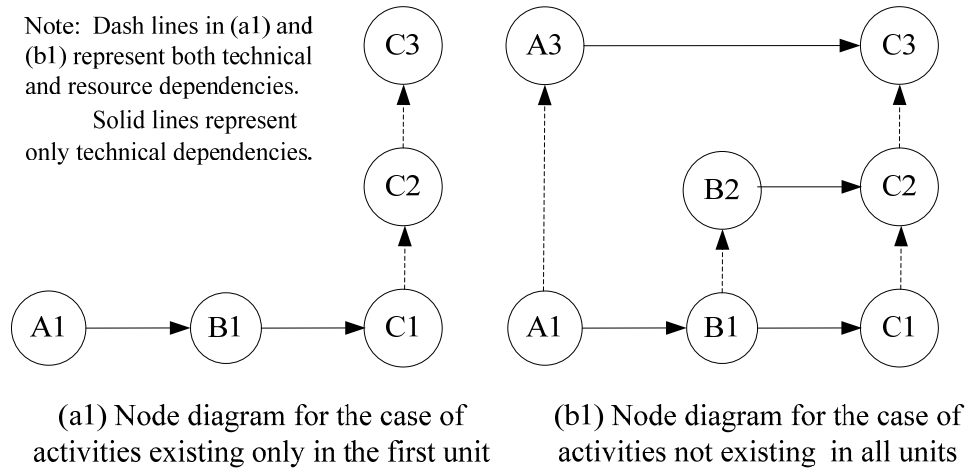 Note: Dash lines in (a1) and
(b1) represent both technical
and resource dependencies.
Solid lines represent
only technical dependencies.
C3
C2
A1
B1
C1
A3
C3
B2
C2
A1
B1
C1
(a1) Node diagram for the case of
activities existing only in the first unit
(b1) Node diagram for the case of
activities not existing in all units